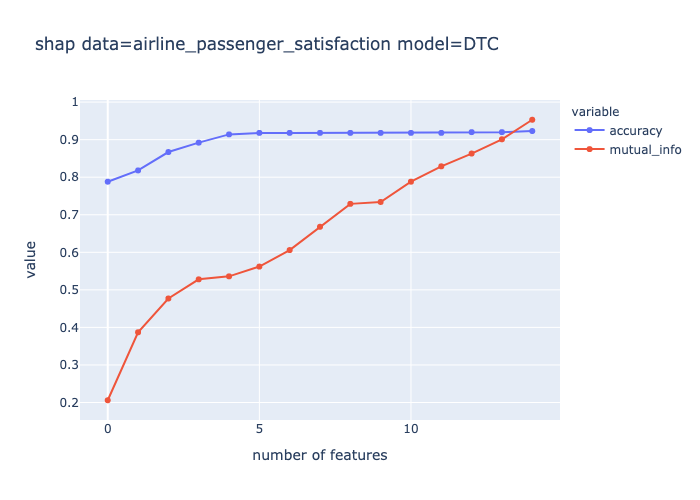 shap data=airline_passenger_satisfaction model=DTC
variable
accuracy
mutual_info
value
1
0.9
0.8
0.7
0.6
0.5
0.4
0.3
0.2
0
5
10
number of features